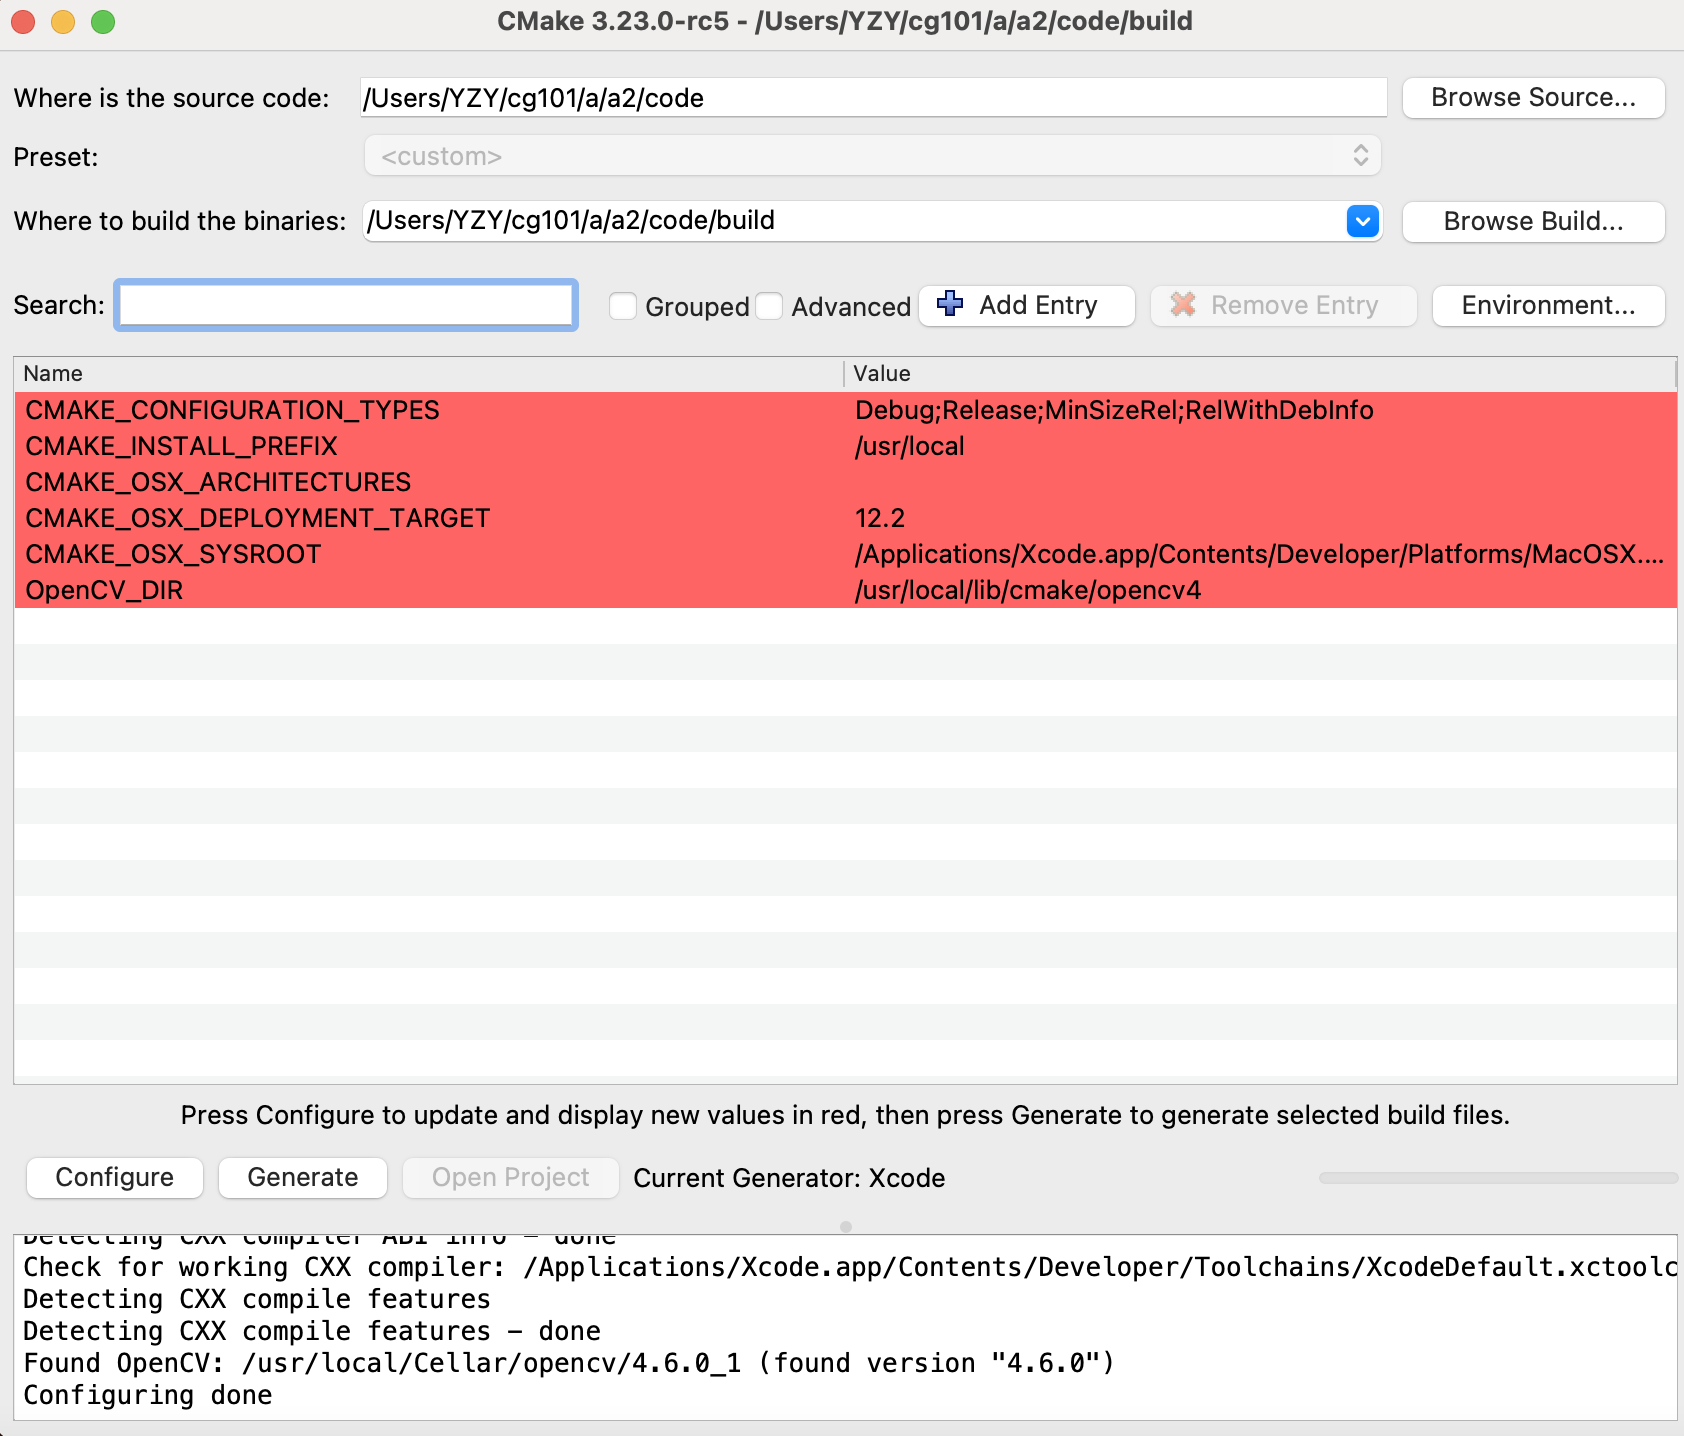 CMake 3.23.0-rc5 - /Users/YZY/cg101/a/a2/code/build
Where is the source code: /Users/YZY/cg101/a/a2/code Browse Source...
Preset: <custom>
Where to build the binaries: /Users/YZY/cg101/a/a2/code/build Browse Build...
Search: Grouped Advanced Add Entry Remove Entry Environment...
Name Value
CMAKE_CONFIGURATION_TYPES Debug;Release;MinSizeRel;RelWithDebInfo
CMAKE_INSTALL_PREFIX /usr/local
CMAKE_OSX_ARCHITECTURES
CMAKE_OSX_DEPLOYMENT_TARGET 12.2
CMAKE_OSX_SYSROOT /Applications/Xcode.app/Contents/Developer/Platforms/MacOSX....
OpenCV_DIR /usr/local/lib/cmake/opencv4
Press Configure to update and display new values in red, then press Generate to generate selected build files.
Configure Generate Open Project Current Generator: Xcode
Detecting CXX compiler ABI info - done
Check for working CXX compiler: /Applications/Xcode.app/Contents/Developer/Toolchains/XcodeDefault.xctoolc
Detecting CXX compile features
Detecting CXX compile features - done
Found OpenCV: /usr/local/Cellar/opencv/4.6.0_1 (found version "4.6.0")
Configuring done